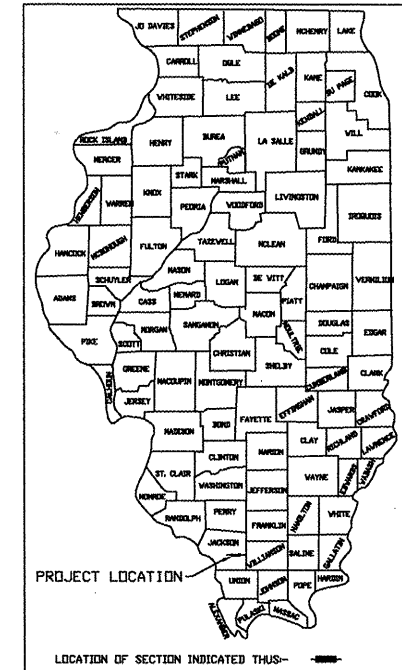 JO DAVIES
STEPHENSON
WINNEBAGO
BOONE
MCHENRY
LAKE
CARROLL
OGLE
DE KALB
KANE
DU PAGE
COOK
WHITESIDE
LEE
KENDALL
WILL
ROCK ISLAND
HENRY
BUREA
LA SALLE
GRUNDY
MERCER
PUTNAM
KANKAKEE
STARK
MARSHALL
HENDERSON
WARREN
KNOX
PEORIA
WOODFORD
LIVINGSTON
IROQUOIS
FULTON
TAZEWELL
MCLEAN
FORD
HANCOCK
MCDONOUGH
MASON
VERMILION
SCHUYLER
LOGAN
DE WITT
CHAMPAIGN
ADAMS
BROWN
CASS
MENARD
PIATT
MACON
MORGAN
SANGAMON
DOUGLAS
PIKE
SCOTT
MOULTRIE
EDGAR
CHRISTIAN
COLE
GREENE
SHELBY
CUMBERLAND
CLARK
CALHOUN
MACOUPIN
MONTGOMERY
JERSEY
EFFINGHAM
JASPER
CRAWFORD
FAYETTE
BOND
MADISON
CLAY
RICHLAND
LAWRENCE
CLINTON
MARION
ST. CLAIR
WAYNE
EDWARDS
WABASH
WASHINGTON
JEFFERSON
MONROE
RANDOLPH
PERRY
HAMILTON
WHITE
FRANKLIN
JACKSON
WILLIAMSON
SALINE
GALLATIN
PROJECT LOCATION
UNION
JOHNSON
POPE
HARDIN
ALEXANDER
PULASKI
MASSAC
LOCATION OF SECTION INDICATED THUS:-